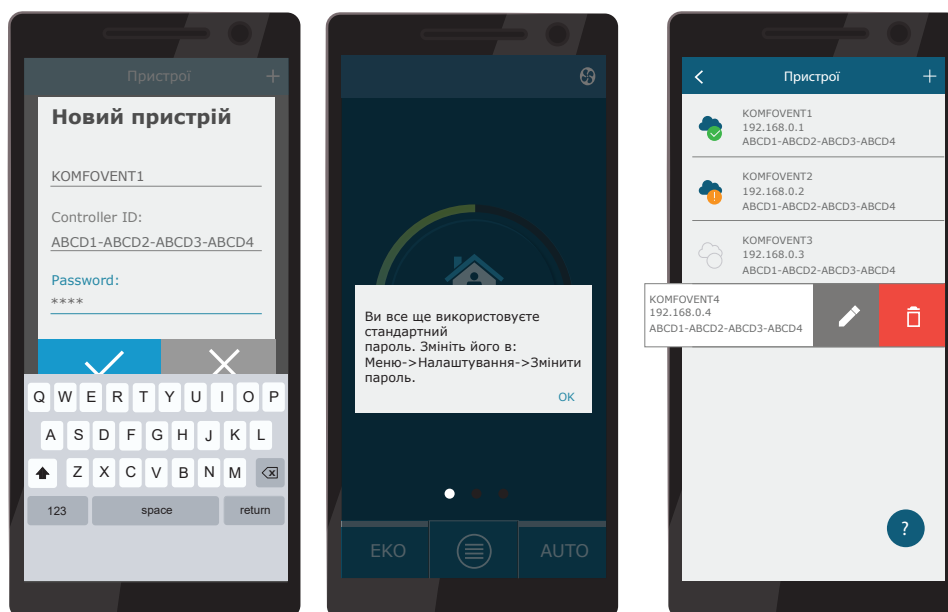 Пристрої
+
Новий пристрій
KOMFOVENT1
Controller ID:
ABCD1-ABCD2-ABCD3-ABCD4
Password:
****
Q W E R T Y U I O P
A S D F G H J K L
Z X C V B N M
123 space return
Ви все ще використовуєте
стандартний
пароль. Змініть його в:
Меню->Налаштування->Змінити
пароль.
OK
EKO
AUTO
Пристрої
+
KOMFOVENT1
192.168.0.1
ABCD1-ABCD2-ABCD3-ABCD4
KOMFOVENT2
192.168.0.2
ABCD1-ABCD2-ABCD3-ABCD4
KOMFOVENT3
192.168.0.3
ABCD1-ABCD2-ABCD3-ABCD4
KOMFOVENT4
192.168.0.4
ABCD1-ABCD2-ABCD3-ABCD4
?